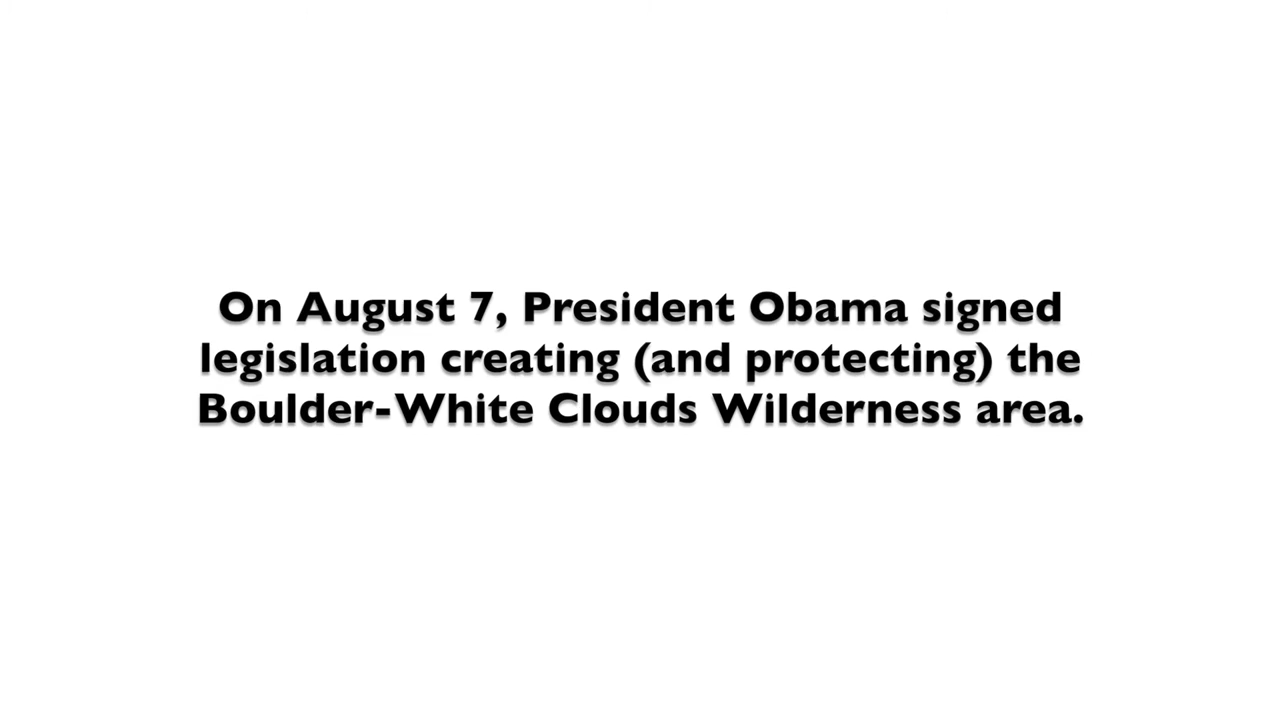 On August 7, President Obama signed
legislation creating (and protecting) the
Boulder-White Clouds Wilderness area.